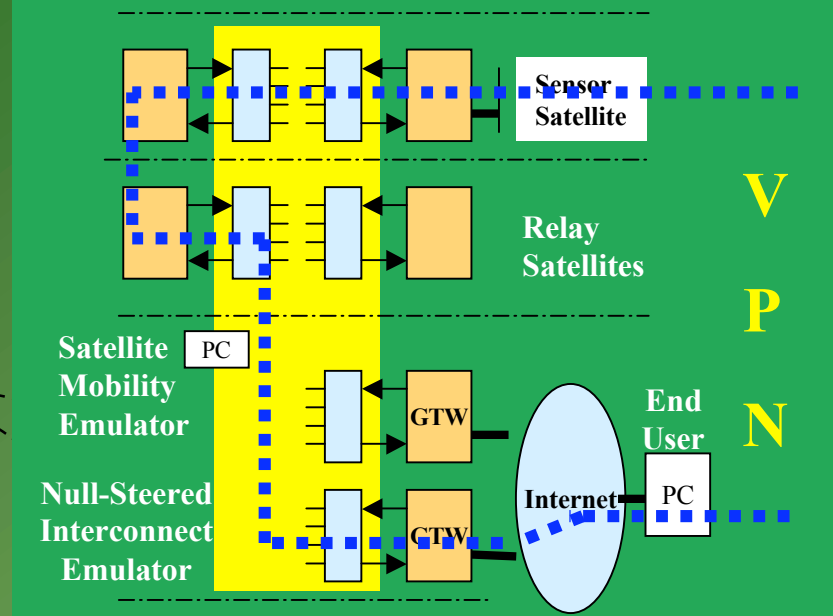 Sensor
Satellite
V
P
N
Relay
Satellites
Satellite
Mobility
Emulator
PC
GTW
End
User
Null-Steered
Interconnect
Emulator
GTW
Internet
PC